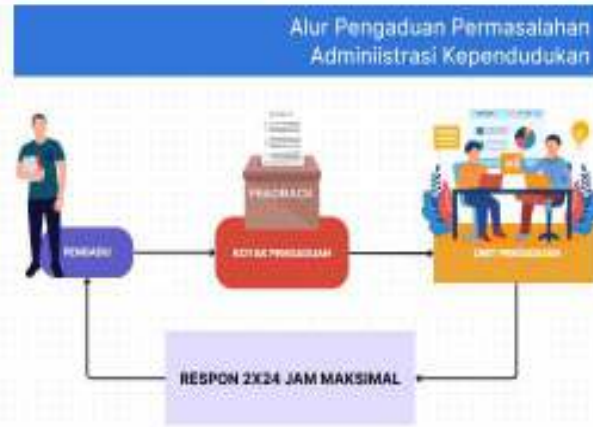 Alur Pengaduan Permasalahan
Adminiistrasi Kependudukan
PENGADU
KOTAK PENGADUAN
UNIT PENGADUAN
RESPON 2X24 JAM MAKSIMAL